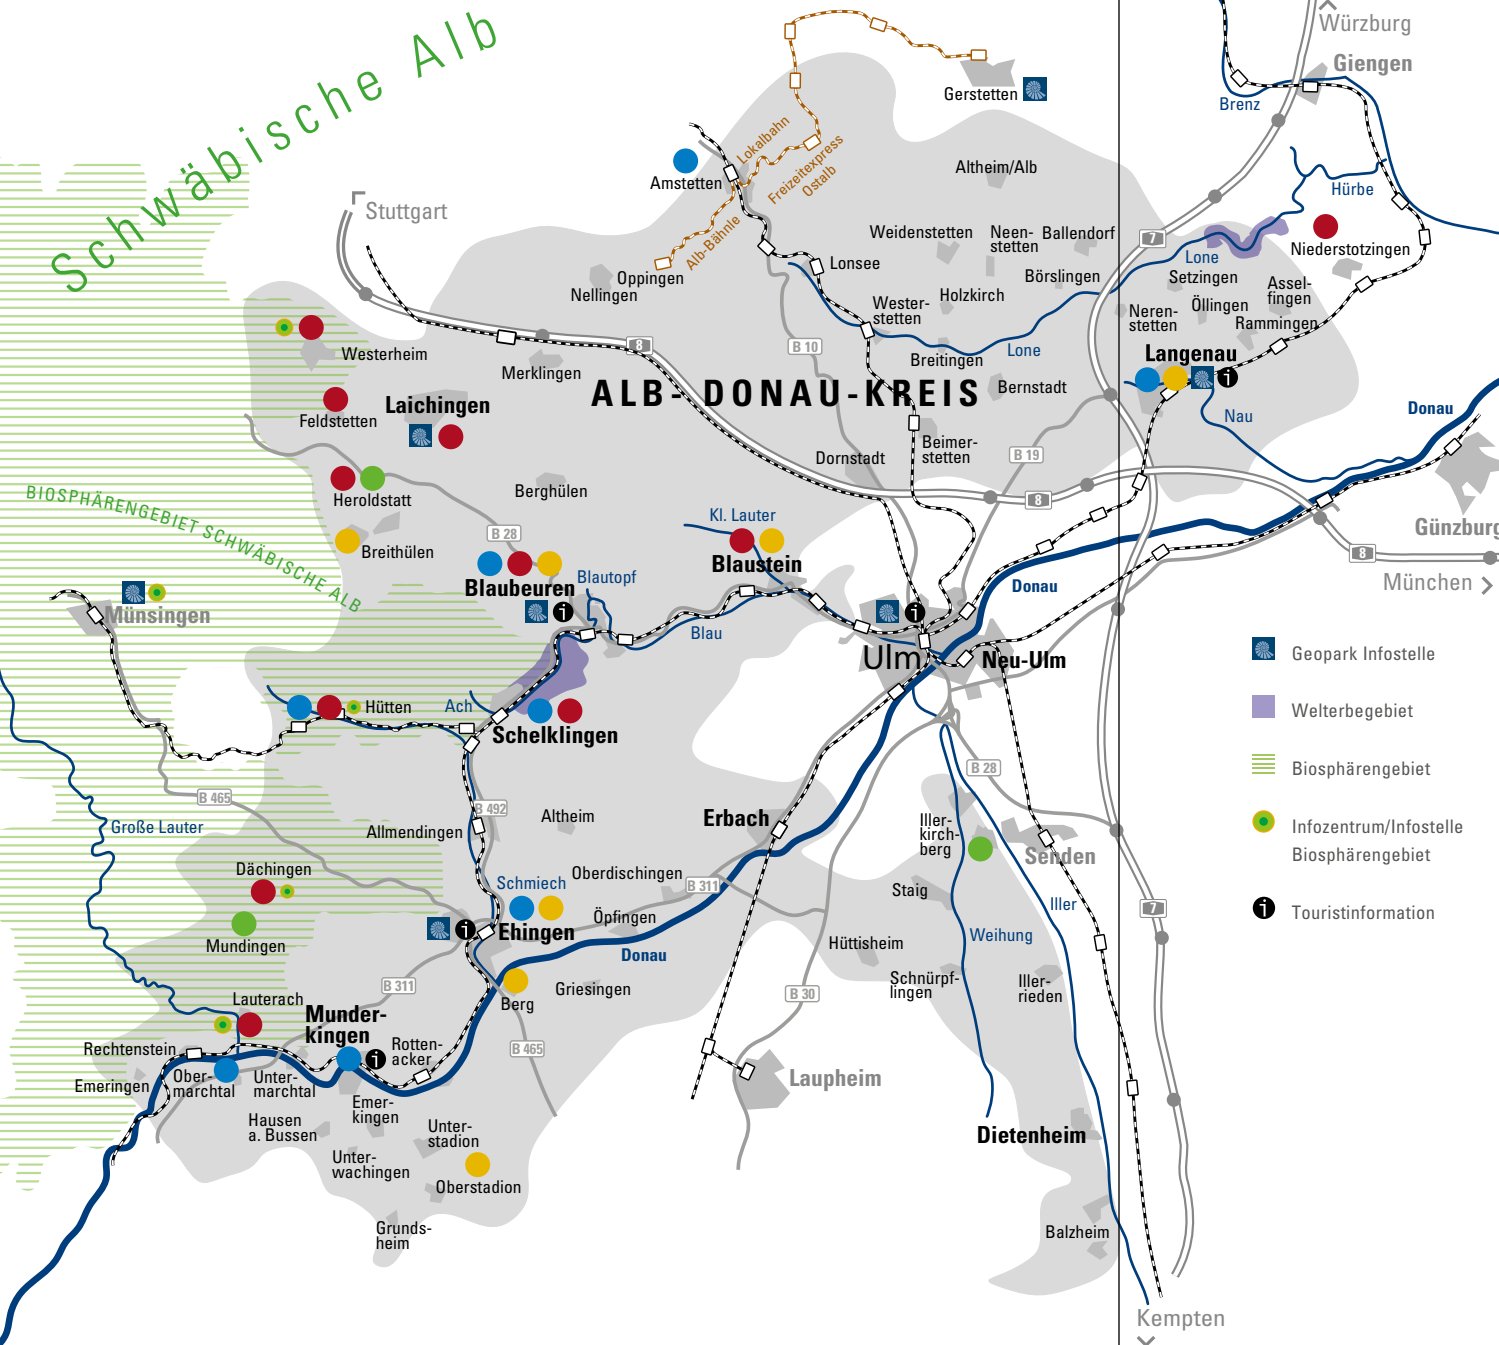 Schwäbische Alb
Würzburg
Giengen
Brenz
Gerstetten
Lokalbahn
Freizeitexpress
Ostalb
Alb-Bähnle
Amstetten
Altheim/Alb
Hürbe
Stuttgart
Niederstotzingen
Weidenstetten
Neen-
stetten
Ballendorf
7
Lone
Setzingen
Lonsee
Oppingen
Nellingen
Börslingen
Holzkirch
Wester-
stetten
Assel-
fingen
Öllingen
Neren-
stetten
Rammingen
Westerheim
B 10
8
Breitingen
Lone
Langenau
Merklingen
ALB-DONAU-KREIS
Bernstadt
Feldstetten
Laichingen
Nau
Donau
Beimer-
stetten
Dornstadt
B 19
Heroldstatt
Berghülen
8
BIOSPHÄRENGEBIET SCHWÄBISCHE ALB
Kl. Lauter
B 28
Breithülen
Blaustein
Günzburg
8
München
Blaubeuren
Blautopf
Donau
Münsingen
Blau
Ulm
Neu-Ulm
Geopark Infostelle
Hütten
Ach
Schelklingen
Welterbegebiet
B 28
Biosphärengebiet
B 465
B 492
Große Lauter
Allmendingen
Altheim
Erbach
Iller-
kirch-
berg
Senden
Infozentrum/Infostelle
Biosphärengebiet
Dächingen
Oberdischingen
Schmiech
B 311
Staig
Iller
7
Touristinformation
Öpfingen
Ehingen
Mundingen
Donau
Hüttisheim
Weihung
B 311
Berg
Griesingen
B 30
Schnürpf-
lingen
Iller-
rieden
Lauterach
Munder-
kingen
Rechtenstein
Rotten-
acker
B 465
Emeringen
Ober-
marchtal
Unter-
marchtal
Laupheim
Emer-
kingen
Hausen
a. Bussen
Unter-
stadion
Dietenheim
Unter-
wachingen
Oberstadion
Grunds-
heim
Balzheim
Kempten